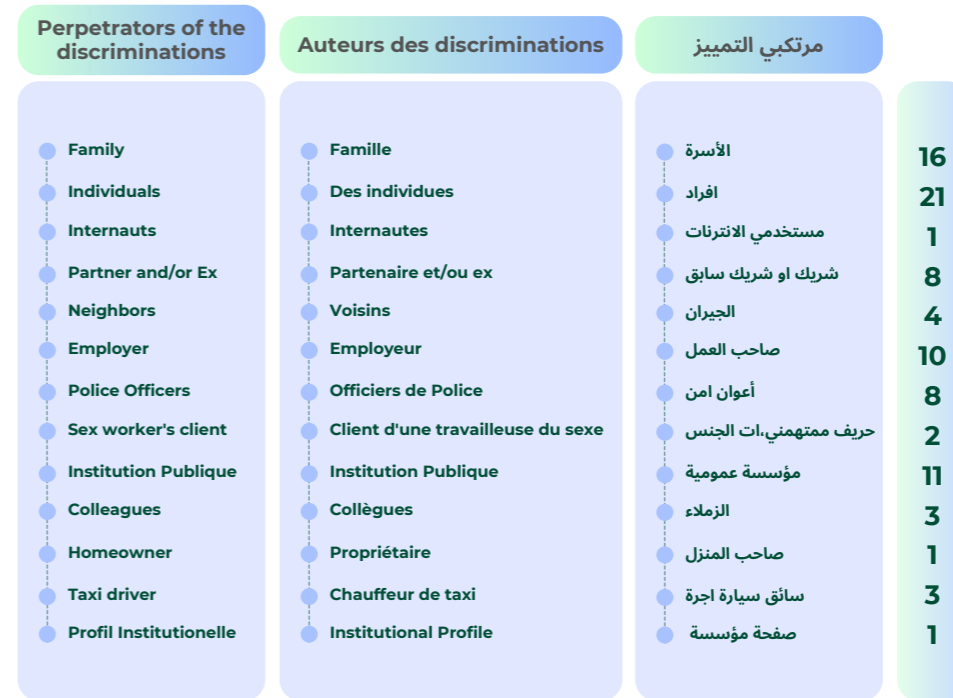 Perpetrators of the
discriminations
Auteurs des discriminations
مرتكبي التمييز
Family
Famille
الأسرة
16
Individuals
Des individues
افراد
21
Internauts
Internautes
مستخدمي الانترنات
1
Partner and/or Ex
Partenaire et/ou ex
شريك او شريك سابق
8
Neighbors
Voisins
الجيران
4
Employer
Employeur
صاحب العمل
10
Police Officers
Officiers de Police
أعوان امن
8
Sex worker's client
Client d'une travailleuse du sexe
حريف ممتهمني،ات الجنس
2
Institution Publique
Institution Publique
مؤسسة عمومية
11
Colleagues
Collègues
الزملاء
3
Homeowner
Propriétaire
صاحب المنزل
1
Taxi driver
Chauffeur de taxi
سائق سيارة اجرة
3
Profil Institutionelle
Institutional Profile
صفحة مؤسسة
1